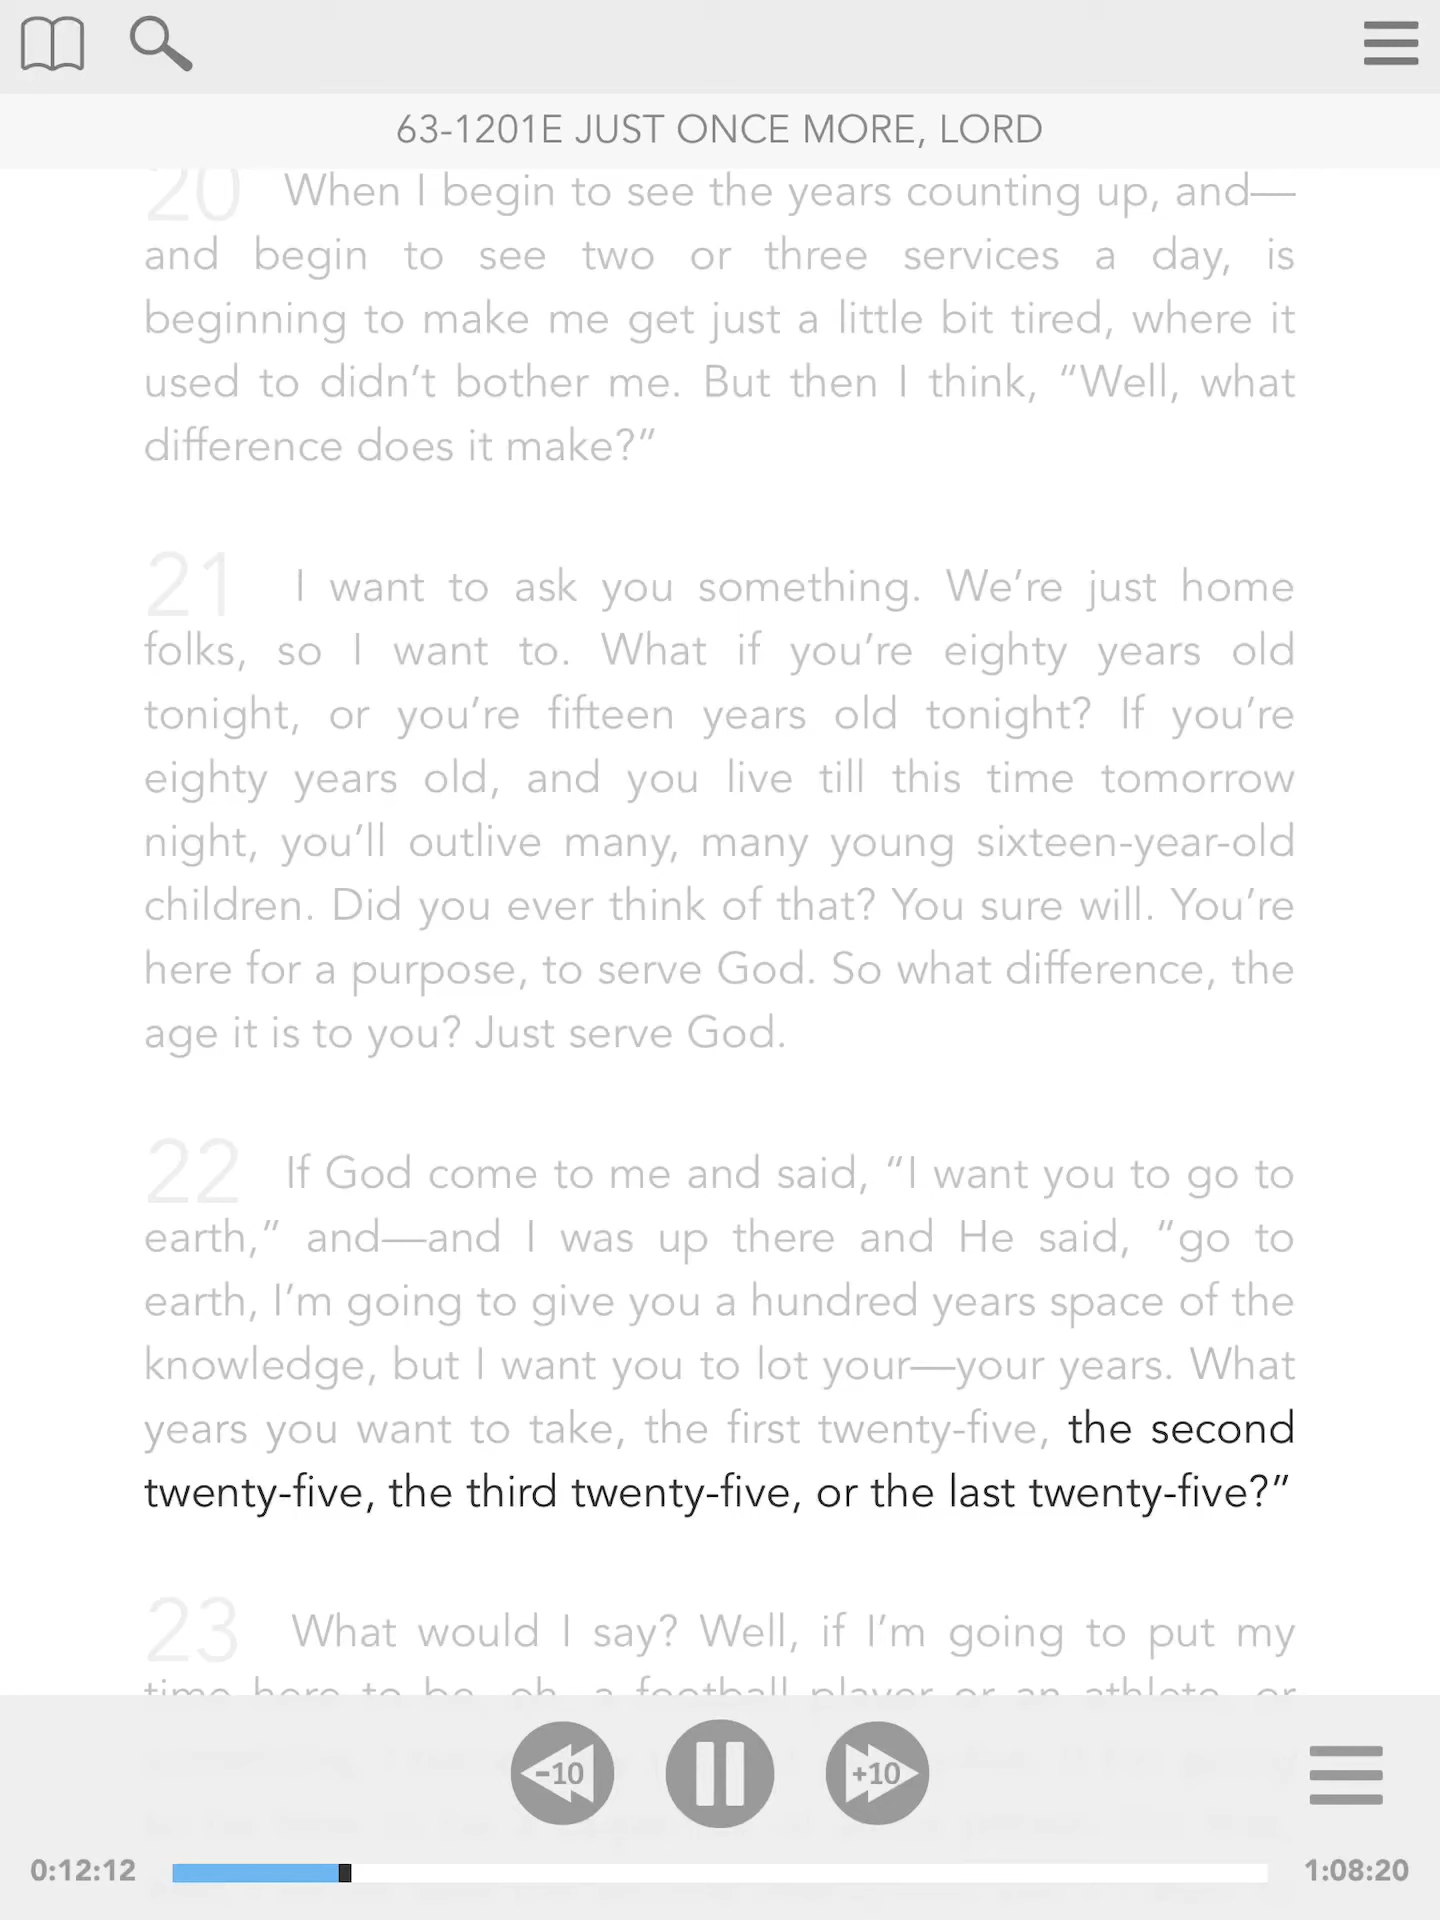 63-1201E JUST ONCE MORE, LORD
20 When I begin to see the years counting up, and—
and begin to see two or three services a day, is
beginning to make me get just a little bit tired, where it
used to didn’t bother me. But then I think, “Well, what
difference does it make?”
21 I want to ask you something. We’re just home
folks, so I want to. What if you’re eighty years old
tonight, or you’re fifteen years old tonight? If you’re
eighty years old, and you live till this time tomorrow
night, you’ll outlive many, many young sixteen-year-old
children. Did you ever think of that? You sure will. You’re
here for a purpose, to serve God. So what difference, the
age it is to you? Just serve God.
22 If God come to me and said, “I want you to go to
earth,” and—and I was up there and He said, “go to
earth, I’m going to give you a hundred years space of the
knowledge, but I want you to lot your—your years. What
years you want to take, the first twenty-five, the second
twenty-five, the third twenty-five, or the last twenty-five?”
23 What would I say? Well, if I’m going to put my
time here to be, oh, a football player or an athlete, or
-10 +10
0:12:12 1:08:20